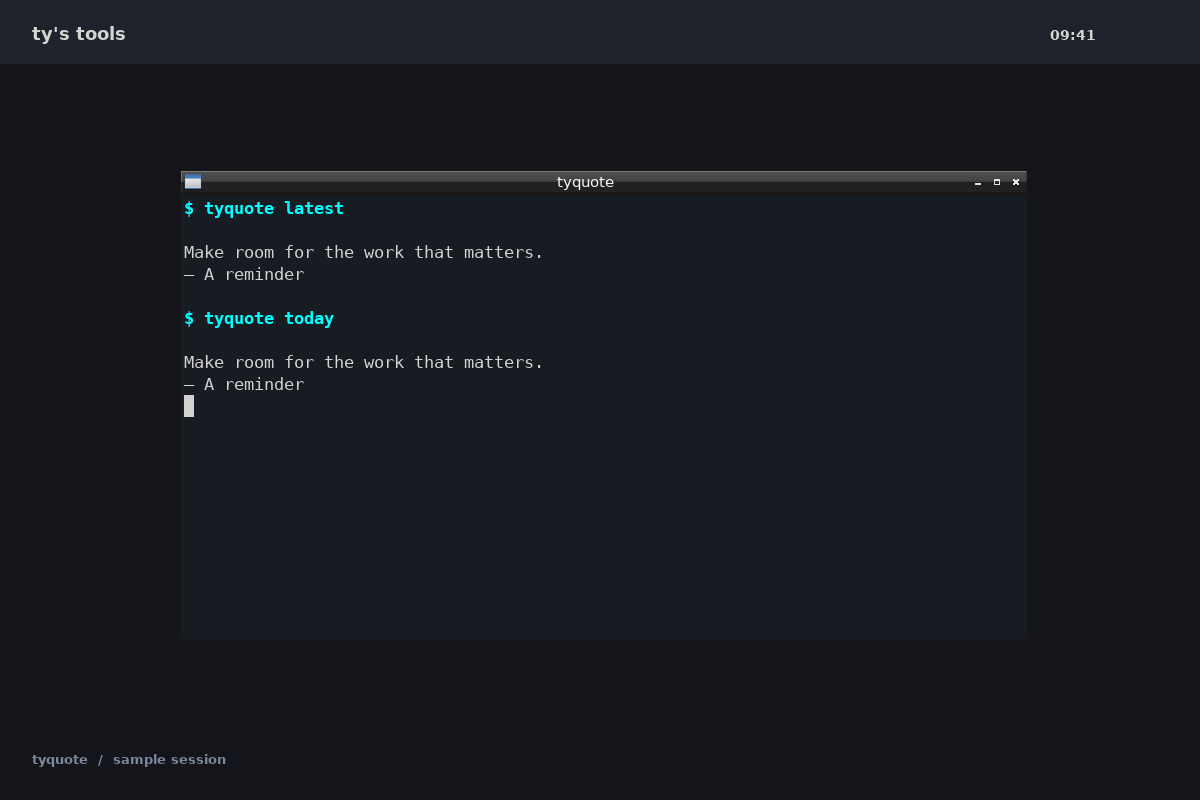 ty's tools
09:41
tyquote
$ tyquote latest
Make room for the work that matters.
— A reminder
$ tyquote today
Make room for the work that matters.
— A reminder
tyquote / sample session